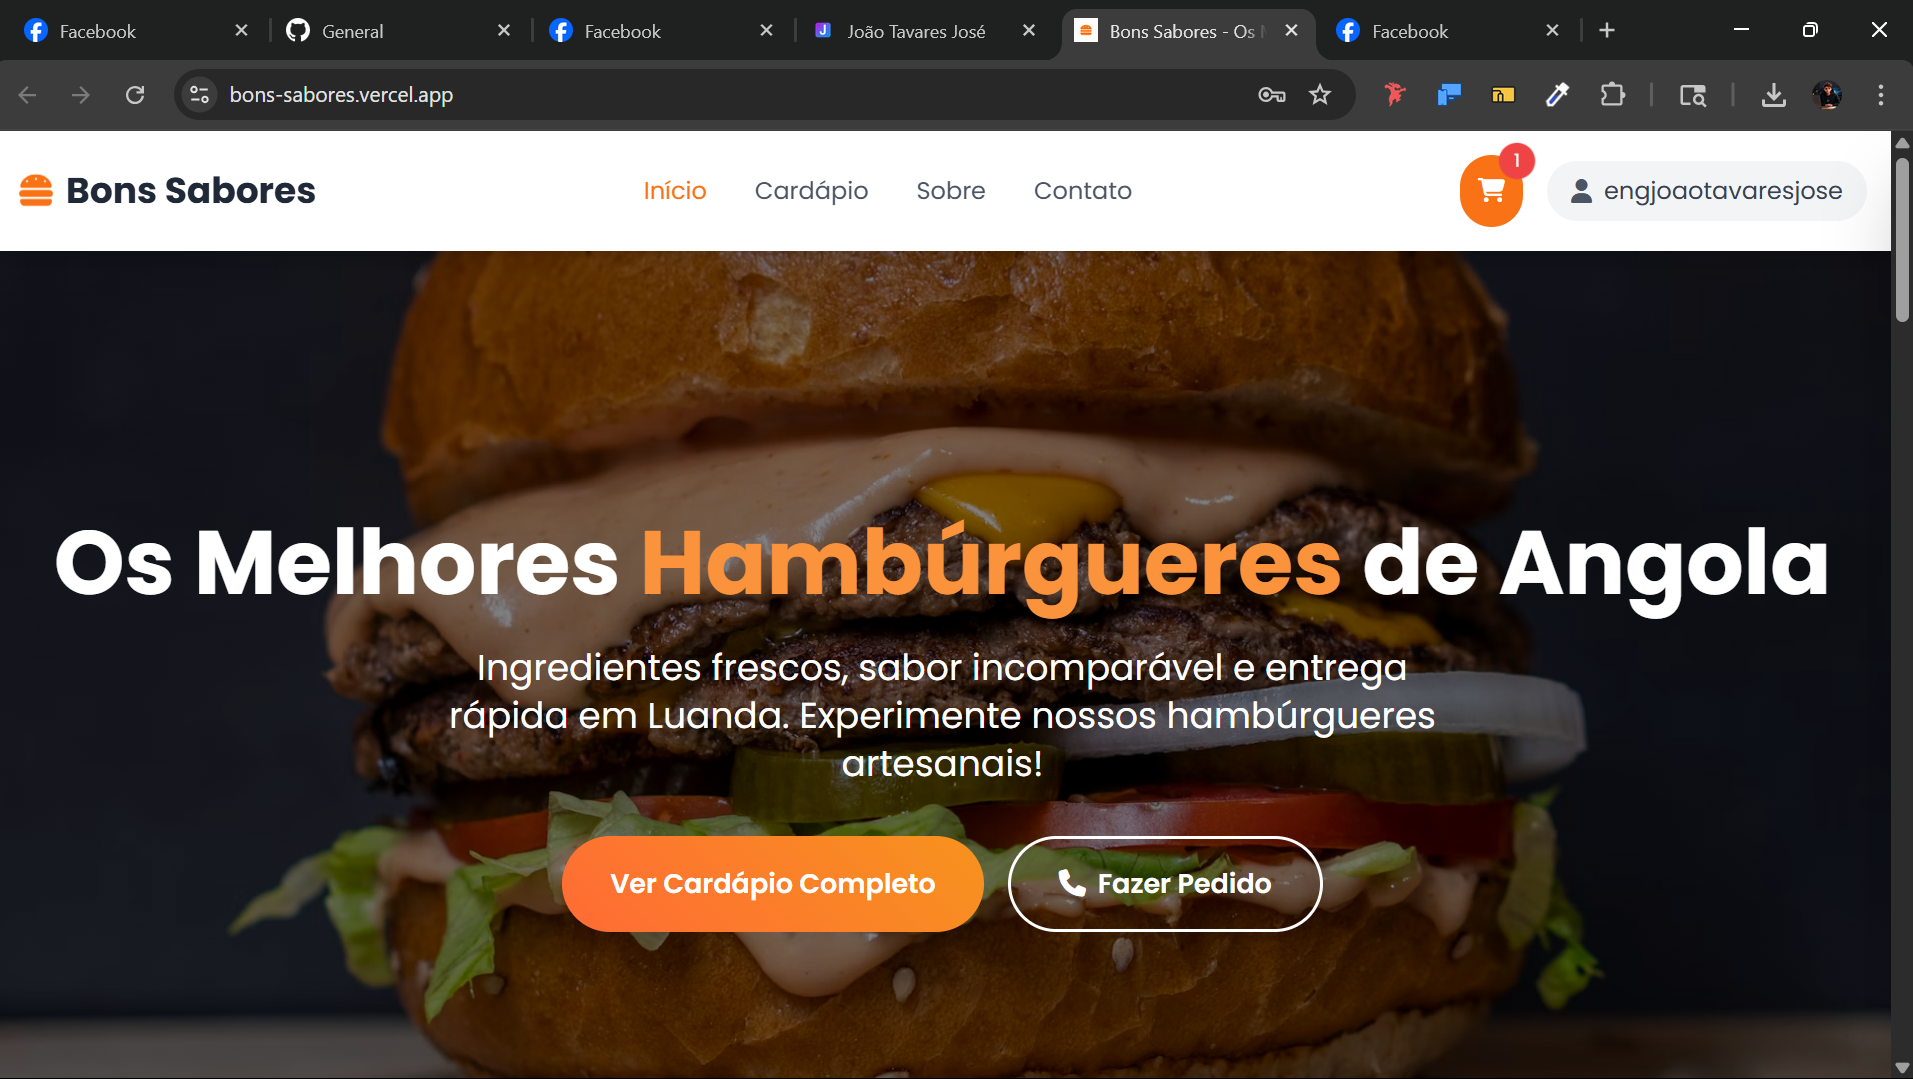 Facebook
General
Facebook
João Tavares José
Bons Sabores - Os
Facebook
bons-sabores.vercel.app
Bons Sabores
Início
Cardápio
Sobre
Contato
1
engjoaotavaresjose
Os Melhores Hambúrgueres de Angola
Ingredientes frescos, sabor incomparável e entrega
rápida em Luanda. Experimente nossos hambúrgueres
artesanais!
Ver Cardápio Completo
Fazer Pedido